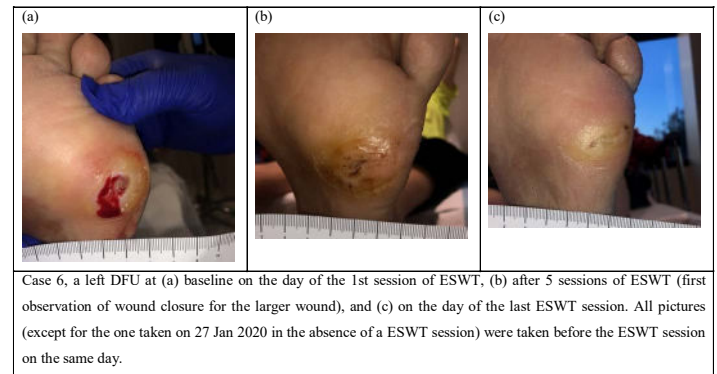 (a)
(b)
(c)
Case 6, a left DFU at (a) baseline on the day of the 1st session of ESWT, (b) after 5 sessions of ESWT (first
observation of wound closure for the larger wound), and (c) on the day of the last ESWT session. All pictures
(except for the one taken on 27 Jan 2020 in the absence of a ESWT session) were taken before the ESWT session
on the same day.